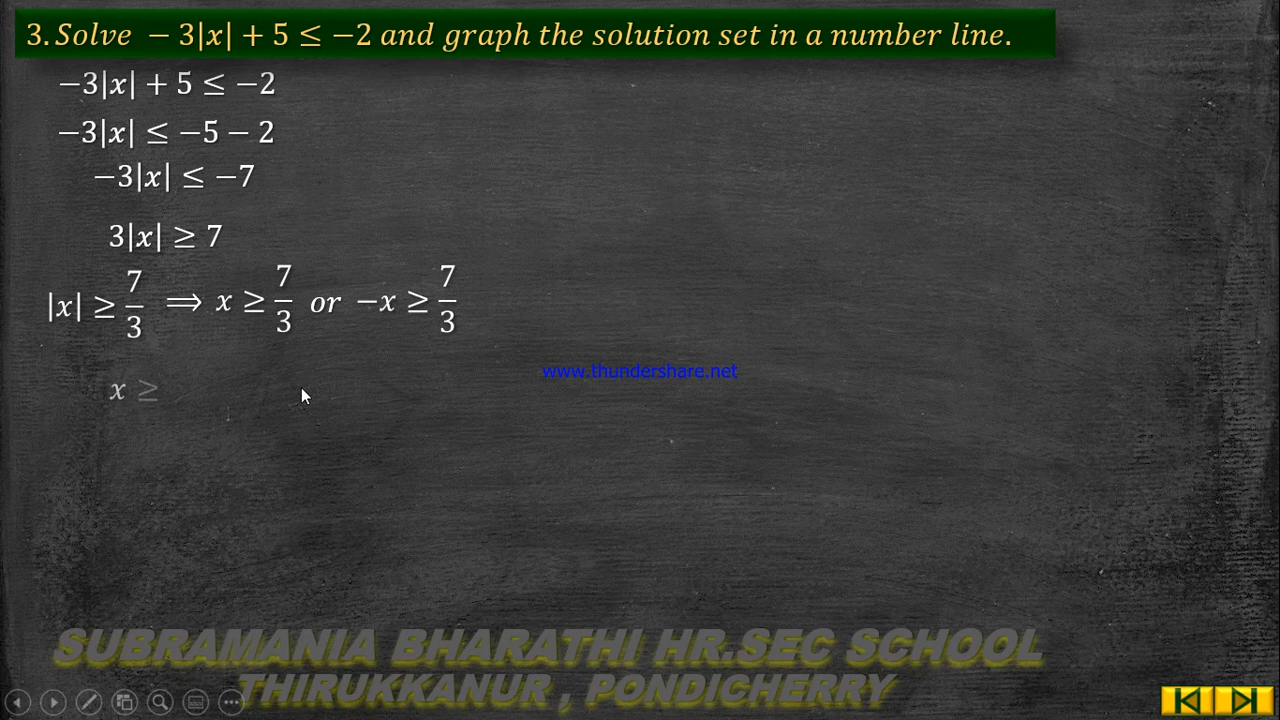 3. Solve − 3|x| + 5 ≤ −2 and graph the solution set in a number line.
−3|x| + 5 ≤ −2
−3|x| ≤ −5 − 2
−3|x| ≤ −7
3|x| ≥ 7
|x| ≥ 7/3 ⟹ x ≥ 7/3 or −x ≥ 7/3
www.thundershare.net
x ≥
SUBRAMANIA BHARATHI HR.SEC SCHOOL
THIRUKKANUR , PONDICHERRY